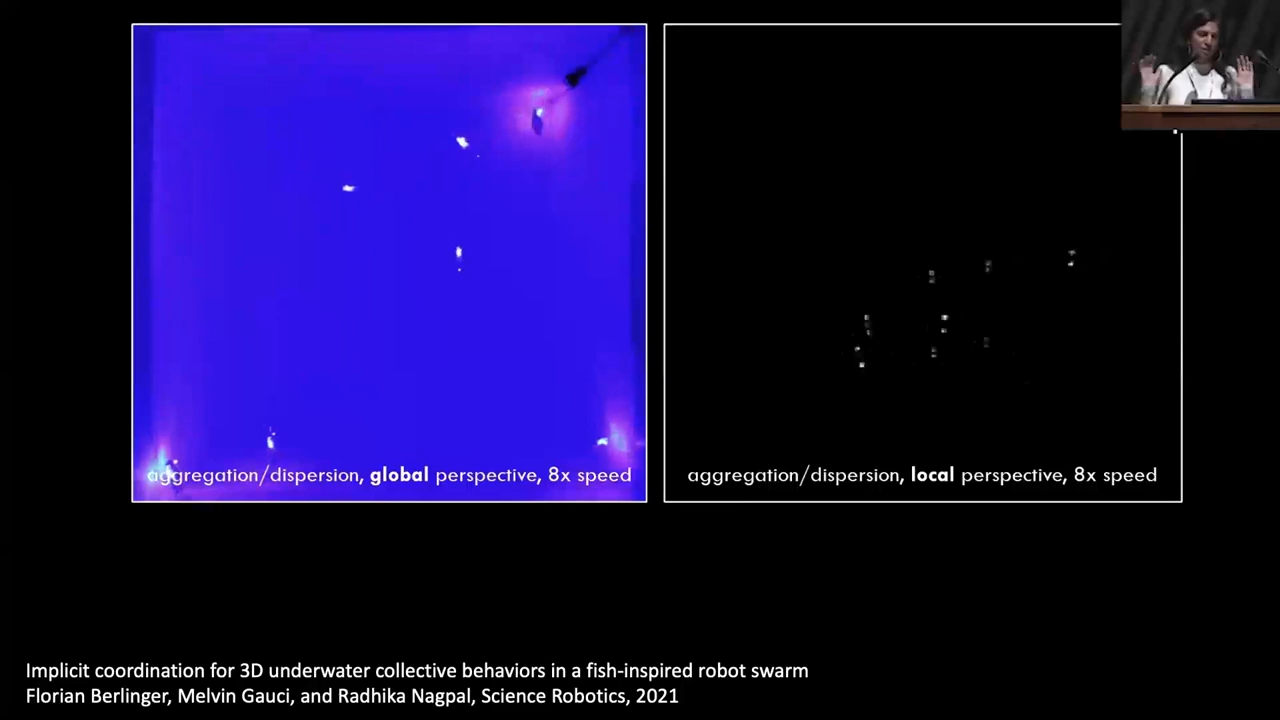 aggregation/dispersion, global perspective, 8x speed
aggregation/dispersion, local perspective, 8x speed
Implicit coordination for 3D underwater collective behaviors in a fish-inspired robot swarm
Florian Berlinger, Melvin Gauci, and Radhika Nagpal, Science Robotics, 2021